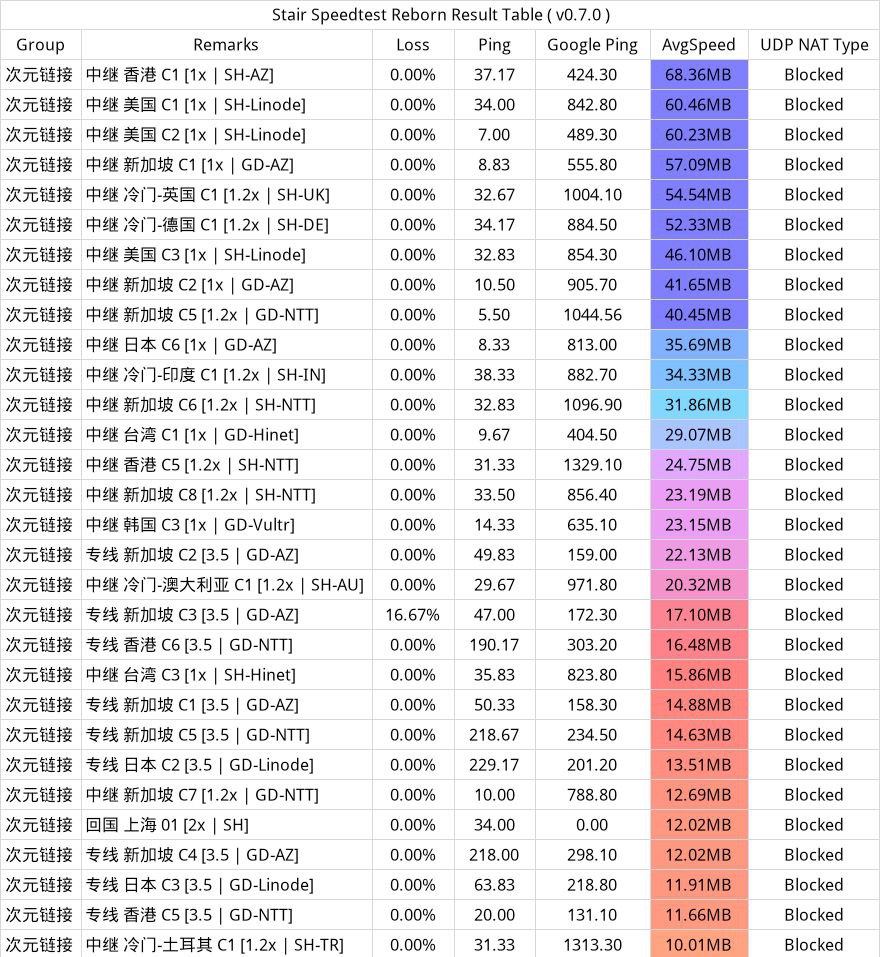 Stair Speedtest Reborn Result Table ( v0.7.0 )
Group Remarks Loss Ping Google Ping AvgSpeed UDP NAT Type
次元链接 中继 香港 C1 [1x | SH-AZ] 0.00% 37.17 424.30 68.36MB Blocked
次元链接 中继 美国 C1 [1x | SH-Linode] 0.00% 34.00 842.80 60.46MB Blocked
次元链接 中继 美国 C2 [1x | SH-Linode] 0.00% 7.00 489.30 60.23MB Blocked
次元链接 中继 新加坡 C1 [1x | GD-AZ] 0.00% 8.83 555.80 57.09MB Blocked
次元链接 中继 冷门-英国 C1 [1.2x | SH-UK] 0.00% 32.67 1004.10 54.54MB Blocked
次元链接 中继 冷门-德国 C1 [1.2x | SH-DE] 0.00% 34.17 884.50 52.33MB Blocked
次元链接 中继 美国 C3 [1x | SH-Linode] 0.00% 32.83 854.30 46.10MB Blocked
次元链接 中继 新加坡 C2 [1x | GD-AZ] 0.00% 10.50 905.70 41.65MB Blocked
次元链接 中继 新加坡 C5 [1.2x | GD-NTT] 0.00% 5.50 1044.56 40.45MB Blocked
次元链接 中继 日本 C6 [1x | GD-AZ] 0.00% 8.33 813.00 35.69MB Blocked
次元链接 中继 冷门-印度 C1 [1.2x | SH-IN] 0.00% 38.33 882.70 34.33MB Blocked
次元链接 中继 新加坡 C6 [1.2x | SH-NTT] 0.00% 32.83 1096.90 31.86MB Blocked
次元链接 中继 台湾 C1 [1x | GD-Hinet] 0.00% 9.67 404.50 29.07MB Blocked
次元链接 中继 香港 C5 [1.2x | SH-NTT] 0.00% 31.33 1329.10 24.75MB Blocked
次元链接 中继 新加坡 C8 [1.2x | SH-NTT] 0.00% 33.50 856.40 23.19MB Blocked
次元链接 中继 韩国 C3 [1x | GD-Vultr] 0.00% 14.33 635.10 23.15MB Blocked
次元链接 专线 新加坡 C2 [3.5 | GD-AZ] 0.00% 49.83 159.00 22.13MB Blocked
次元链接 中继 冷门-澳大利亚 C1 [1.2x | SH-AU] 0.00% 29.67 971.80 20.32MB Blocked
次元链接 专线 新加坡 C3 [3.5 | GD-AZ] 16.67% 47.00 172.30 17.10MB Blocked
次元链接 专线 香港 C6 [3.5 | GD-NTT] 0.00% 190.17 303.20 16.48MB Blocked
次元链接 中继 台湾 C3 [1x | SH-Hinet] 0.00% 35.83 823.80 15.86MB Blocked
次元链接 专线 新加坡 C1 [3.5 | GD-AZ] 0.00% 50.33 158.30 14.88MB Blocked
次元链接 专线 新加坡 C5 [3.5 | GD-NTT] 0.00% 218.67 234.50 14.63MB Blocked
次元链接 专线 日本 C2 [3.5 | GD-Linode] 0.00% 229.17 201.20 13.51MB Blocked
次元链接 中继 新加坡 C7 [1.2x | GD-NTT] 0.00% 10.00 788.80 12.69MB Blocked
次元链接 回国 上海 01 [2x | SH] 0.00% 34.00 0.00 12.02MB Blocked
次元链接 专线 新加坡 C4 [3.5 | GD-AZ] 0.00% 218.00 298.10 12.02MB Blocked
次元链接 专线 日本 C3 [3.5 | GD-Linode] 0.00% 63.83 218.80 11.91MB Blocked
次元链接 专线 香港 C5 [3.5 | GD-NTT] 0.00% 20.00 131.10 11.66MB Blocked
次元链接 中继 冷门-土耳其 C1 [1.2x | SH-TR] 0.00% 31.33 1313.30 10.01MB Blocked